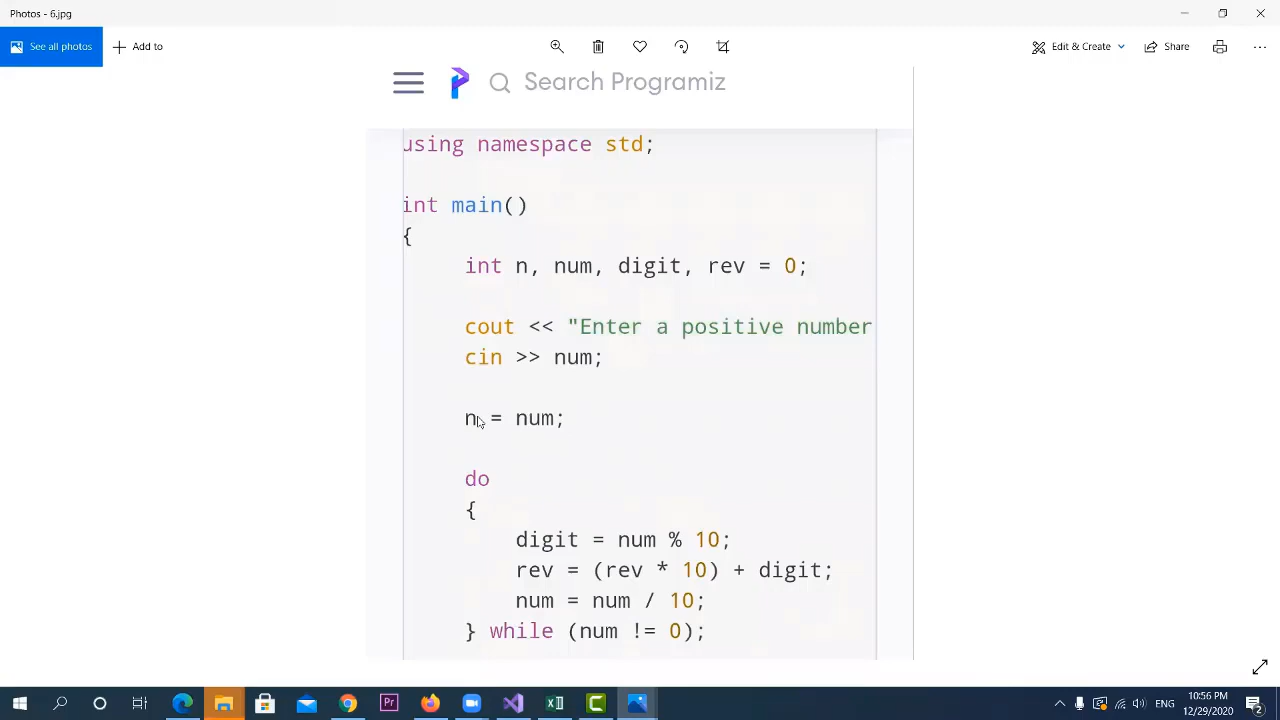 Photos - 6.jpg
See all photos
Add to
Edit & Create
Share
Search Programiz
using namespace std;
int main()
{
int n, num, digit, rev = 0;
cout << "Enter a positive number
cin >> num;
n = num;
do
{
digit = num % 10;
rev = (rev * 10) + digit;
num = num / 10;
} while (num != 0);
Pr
10:56 PM
12/29/2020
2